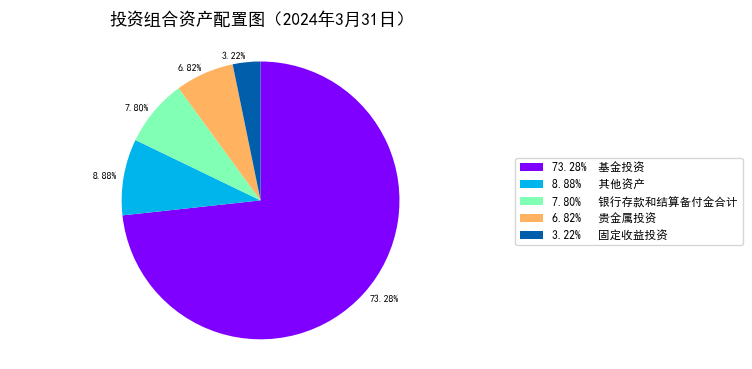 投资组合资产配置图（2024年3月31日）
3.22%
6.82%
7.80%
8.88%
73.28%
73.28% 基金投资
8.88% 其他资产
7.80% 银行存款和结算备付金合计
6.82% 贵金属投资
3.22% 固定收益投资